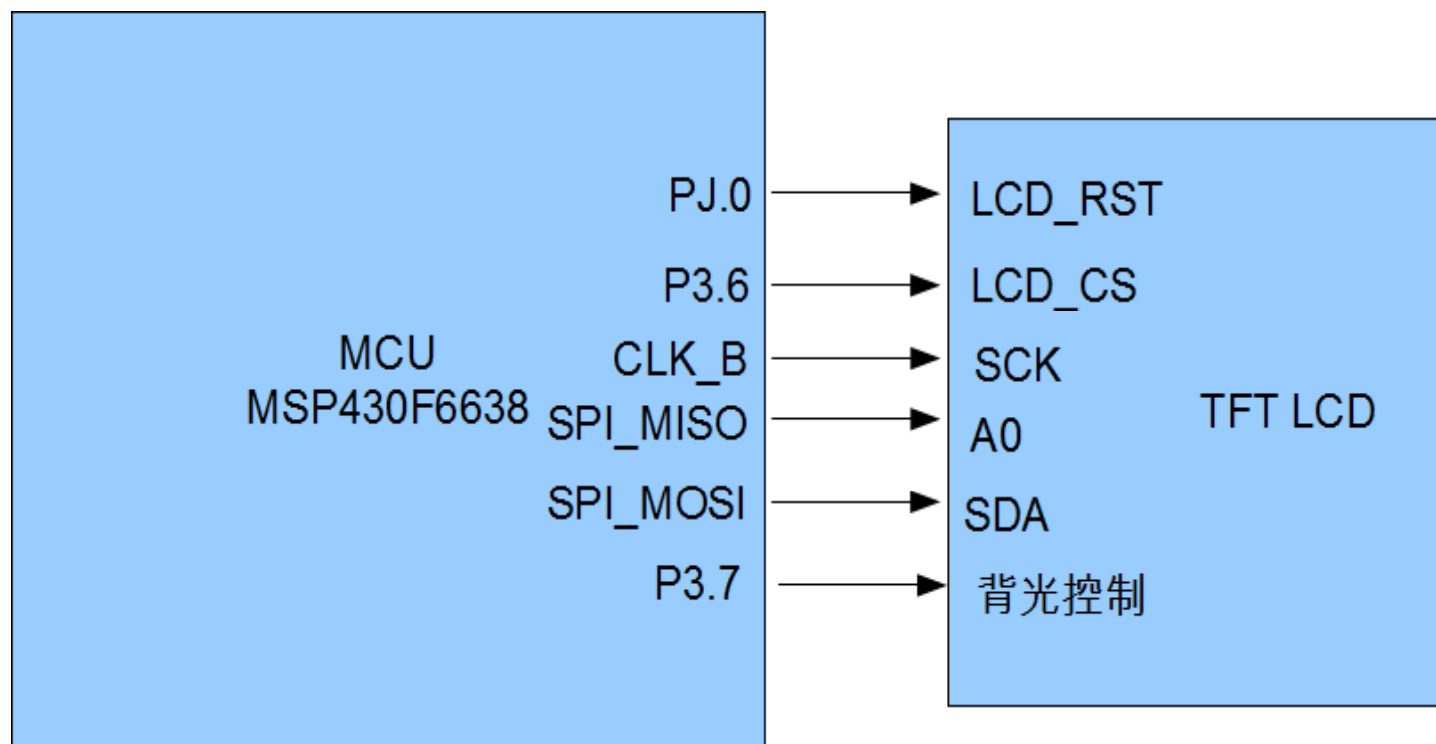 MCU
MSP430F6638
PJ.0
P3.6
CLK_B
SPI_MISO
SPI_MOSI
P3.7
LCD_RST
LCD_CS
SCK
A0
SDA
背光控制
TFT LCD